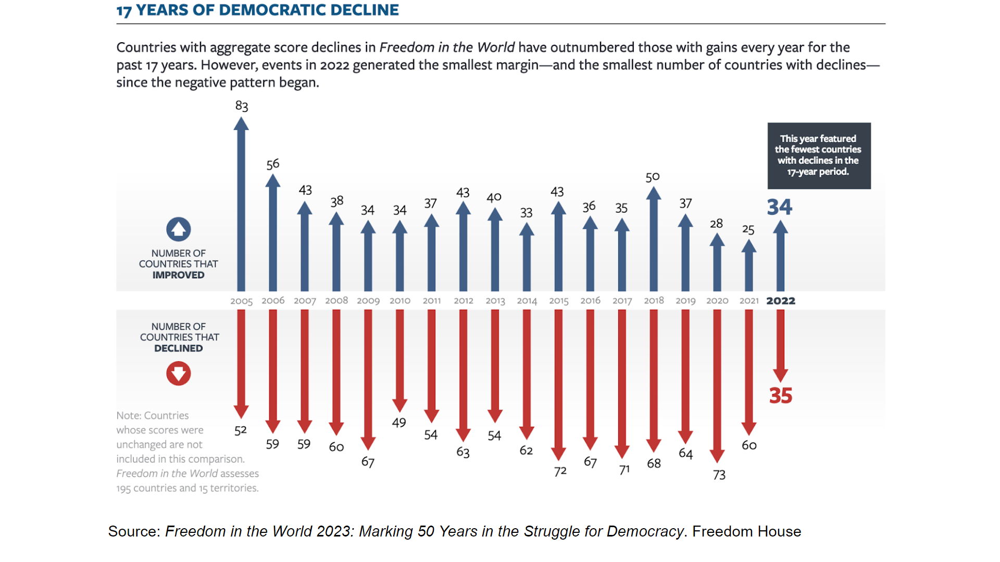 17 YEARS OF DEMOCRATIC DECLINE
Countries with aggregate score declines in Freedom in the World have outnumbered those with gains every year for the
past 17 years. However, events in 2022 generated the smallest margin—and the smallest number of countries with declines—
since the negative pattern began.
83
56
43
38
34
34
37
43
40
33
43
36
35
50
37
28
25
34
This year featured
the fewest countries
with declines in the
17-year period.
NUMBER OF
COUNTRIES THAT
IMPROVED
2005 2006 2007 2008 2009 2010 2011 2012 2013 2014 2015 2016 2017 2018 2019 2020 2021 2022
NUMBER OF
COUNTRIES THAT
DECLINED
52
59
59
60
67
49
54
63
54
62
72
67
71
68
64
73
60
35
Note: Countries
whose scores were
unchanged are not
included in this comparison.
Freedom in the World assesses
195 countries and 15 territories.
Source: Freedom in the World 2023: Marking 50 Years in the Struggle for Democracy. Freedom House